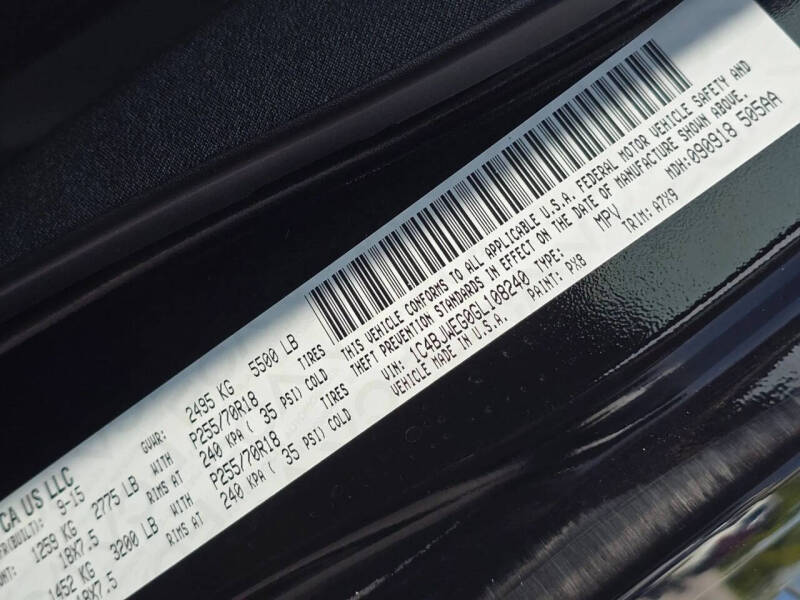 CA US LLC
9-15
GVWR: 2495 KG 5500 LB
1259 KG 2775 LB WITH P255/70R18 TIRES
18X7.5 RIMS AT 240 KPA( 35 PSI) COLD
1452 KG 3200 LB WITH P255/70R18 TIRES
18X7.5 RIMS AT 240 KPA( 35 PSI) COLD
THIS VEHICLE CONFORMS TO ALL APPLICABLE U.S.A. FEDERAL MOTOR VEHICLE SAFETY AND
THEFT PREVENTION STANDARDS IN EFFECT ON THE DATE OF MANUFACTURE SHOWN ABOVE.
VIN: 1C4BJWEG0GL108240 TYPE: MPV MDH:090918 505AA
VEHICLE MADE IN U.S.A. PAINT: PX8 TRIM: A7X9